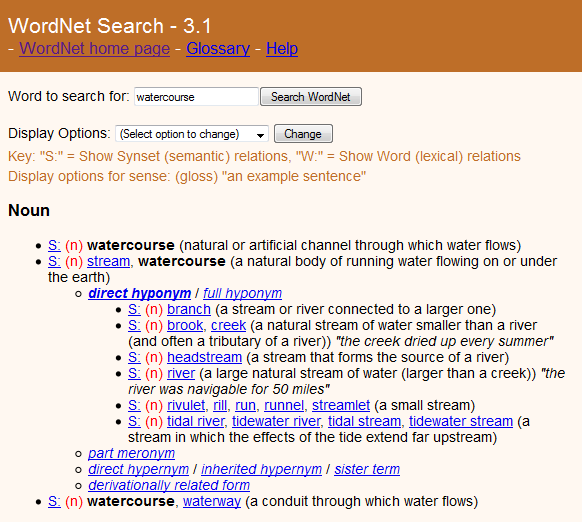 WordNet Search - 3.1
- WordNet home page - Glossary - Help
Word to search for: watercourse Search WordNet
Display Options: (Select option to change) Change
Key: "S:" = Show Synset (semantic) relations, "W:" = Show Word (lexical) relations
Display options for sense: (gloss) "an example sentence"
Noun
• S: (n) watercourse (natural or artificial channel through which water flows)
• S: (n) stream, watercourse (a natural body of running water flowing on or under
the earth)
○ direct hyponym / full hyponym
• S: (n) branch (a stream or river connected to a larger one)
• S: (n) brook, creek (a natural stream of water smaller than a river
(and often a tributary of a river)) "the creek dried up every summer"
• S: (n) headstream (a stream that forms the source of a river)
• S: (n) river (a large natural stream of water (larger than a creek)) "the
river was navigable for 50 miles"
• S: (n) rivulet, rill, run, runnel, streamlet (a small stream)
• S: (n) tidal river, tidewater river, tidal stream, tidewater stream (a
stream in which the effects of the tide extend far upstream)
○ part meronym
○ direct hypernym / inherited hypernym / sister term
○ derivationally related form
• S: (n) watercourse, waterway (a conduit through which water flows)